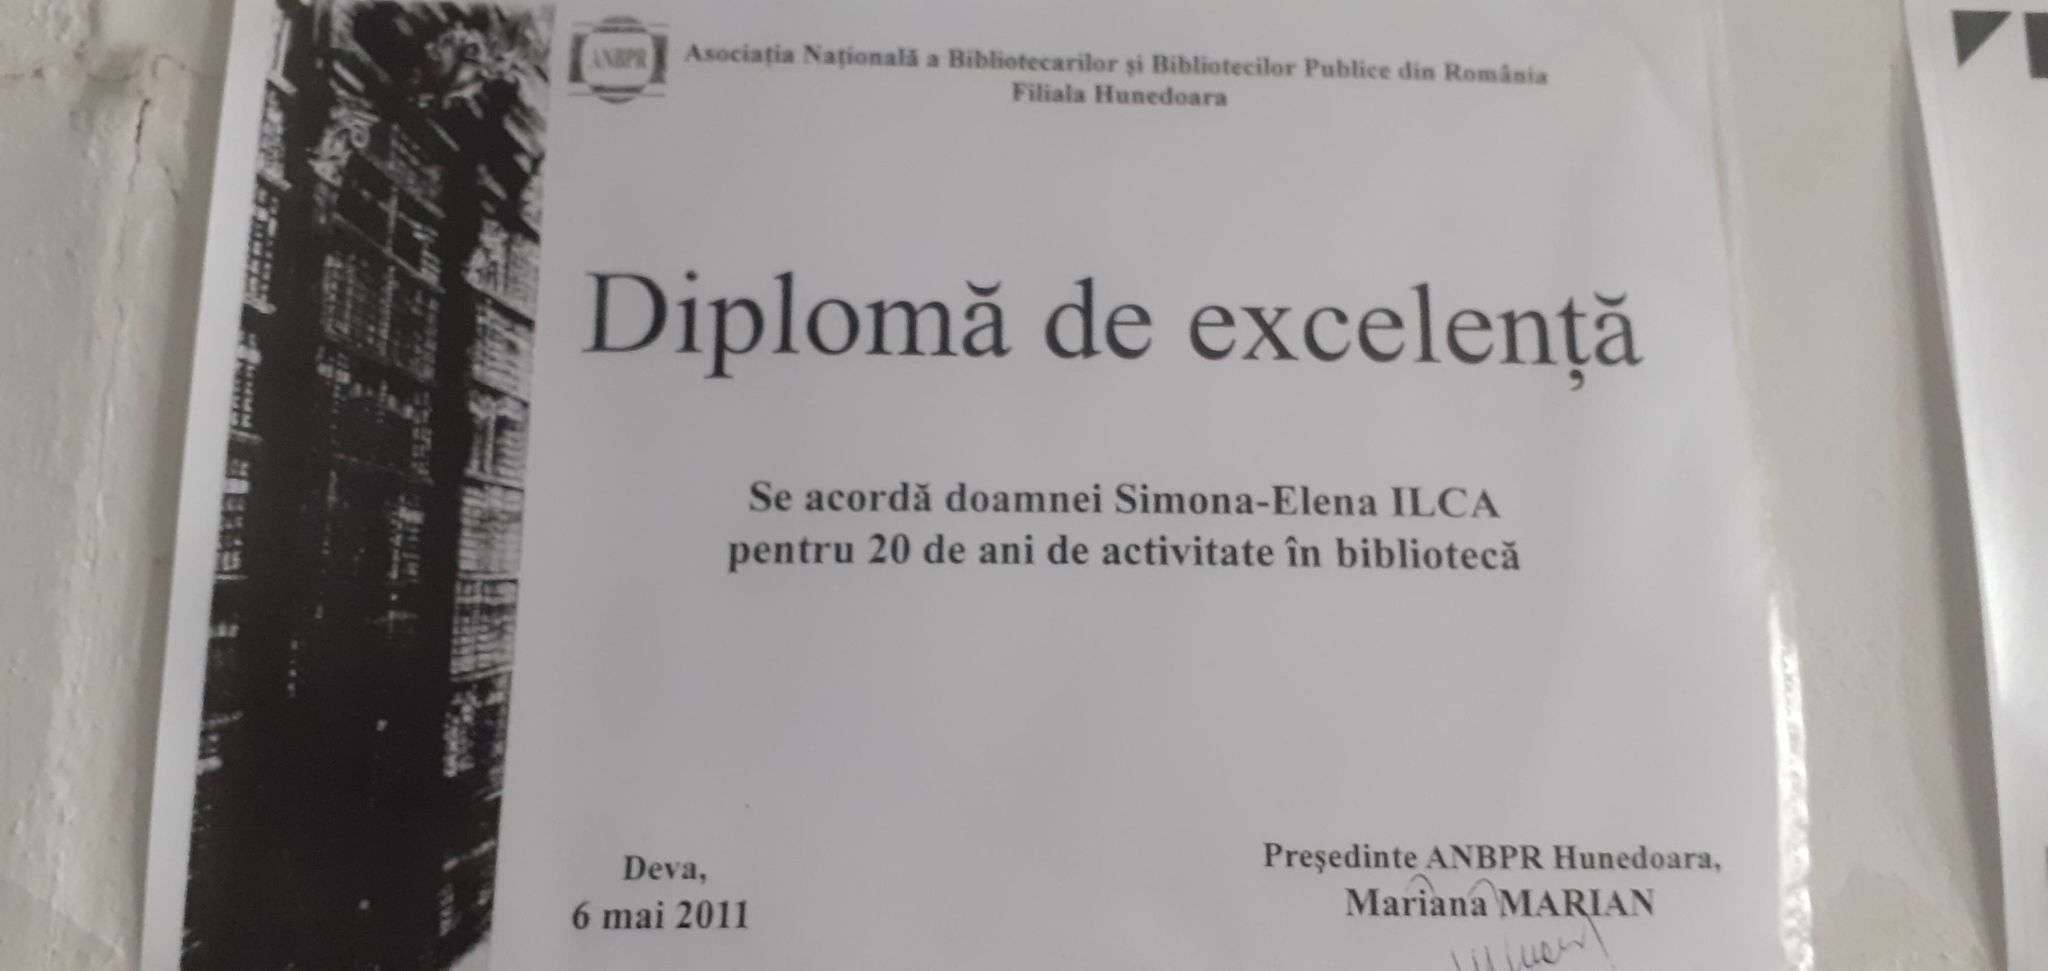 ANBPR
Asociația Națională a Bibliotecarilor și Bibliotecilor Publice din România
Filiala Hunedoara
Diplomă de excelență
Se acordă doamnei Simona-Elena ILCA
pentru 20 de ani de activitate în bibliotecă
Deva,
6 mai 2011
Preşedinte ANBPR Hunedoara,
Mariana MARIAN